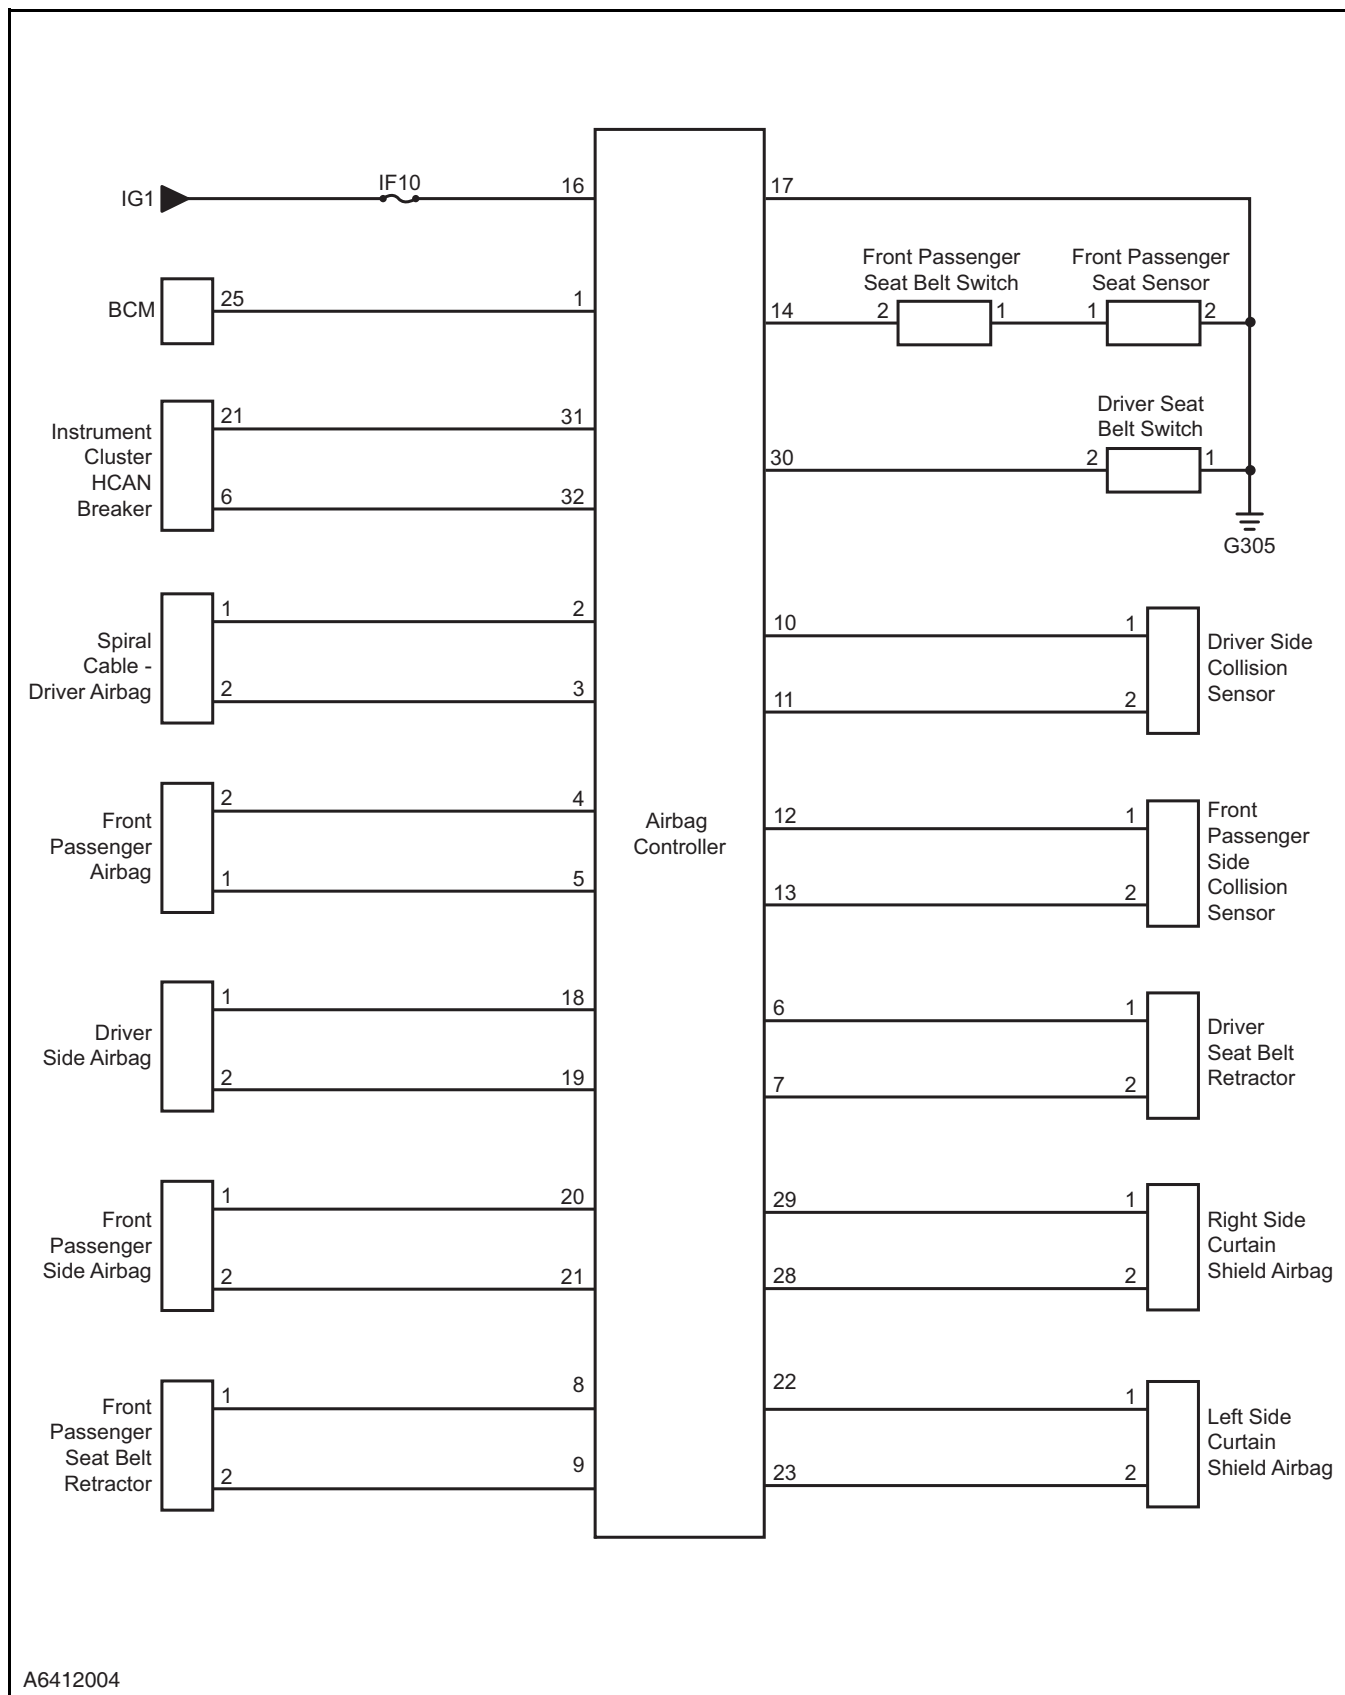 IG1
IF10
16
17
BCM
25
1
Front Passenger
Seat Belt Switch
Front Passenger
Seat Sensor
14
2
1
1
2
Instrument
Cluster
HCAN
Breaker
21
31
6
32
Driver Seat
Belt Switch
30
2
1
G305
Spiral
Cable -
Driver Airbag
1
2
2
3
10
1
11
2
Driver Side
Collision
Sensor
Front
Passenger
Airbag
2
4
1
5
Airbag
Controller
12
1
13
2
Front
Passenger
Side
Collision
Sensor
Driver
Side Airbag
1
18
2
19
6
1
7
2
Driver
Seat Belt
Retractor
Front
Passenger
Side Airbag
1
20
2
21
29
1
28
2
Right Side
Curtain
Shield Airbag
Front
Passenger
Seat Belt
Retractor
1
8
2
9
22
1
23
2
Left Side
Curtain
Shield Airbag
A6412004